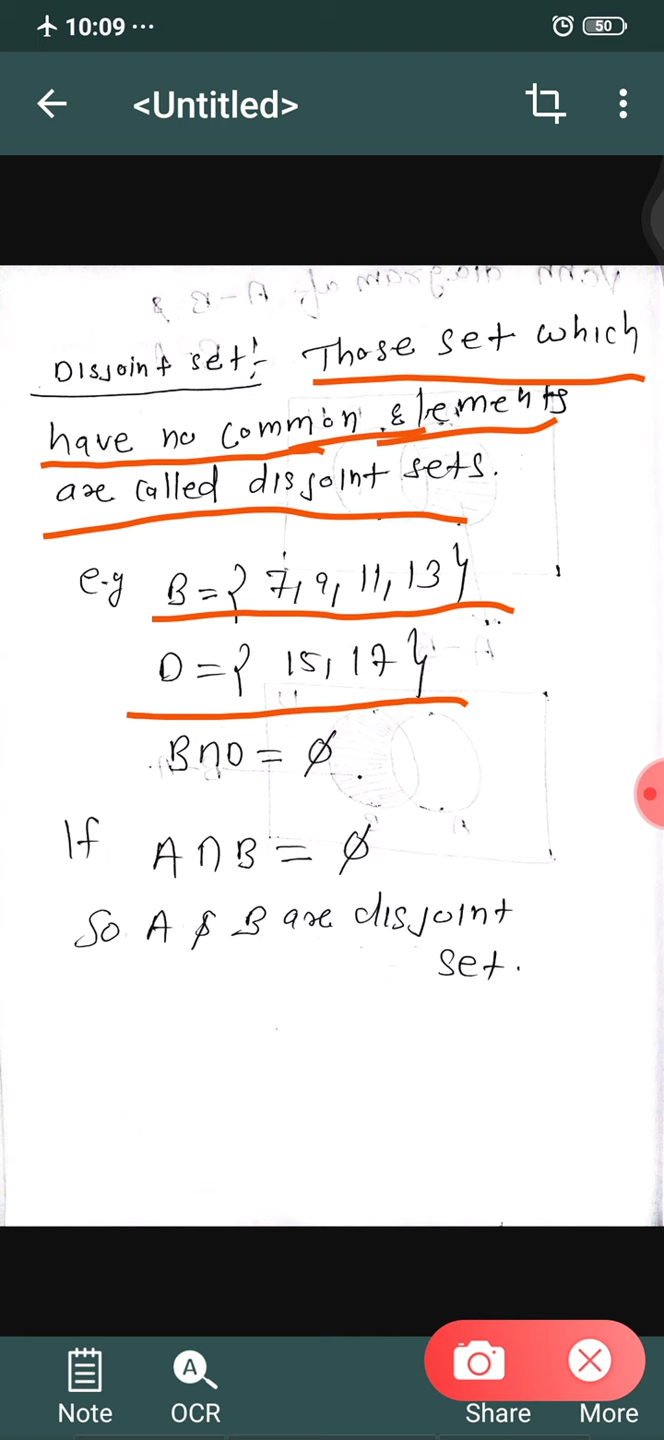 10:09 ...
50
<Untitled>
Disjoint set:- Those set which
have no common elements
are called disjoint sets.
e.g B = { 7, 9, 11, 13 }
D = { 15, 17 }
B∩D = ∅.
If A∩B = ∅
So A & B are disjoint
set.
A
Note OCR Share More